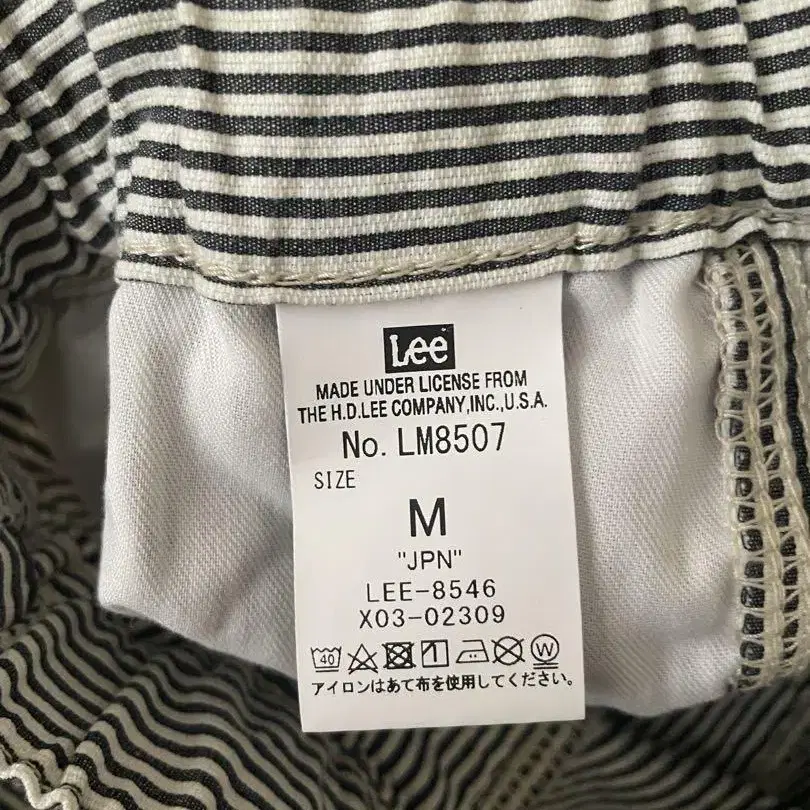 Lee
MADE UNDER LICENSE FROM
THE H.D.LEE COMPANY,INC.,U.S.A.
No. LM8507
SIZE
M
"JPN"
LEE-8546
X03-02309
40 W
アイロンはあて布を使用してください。